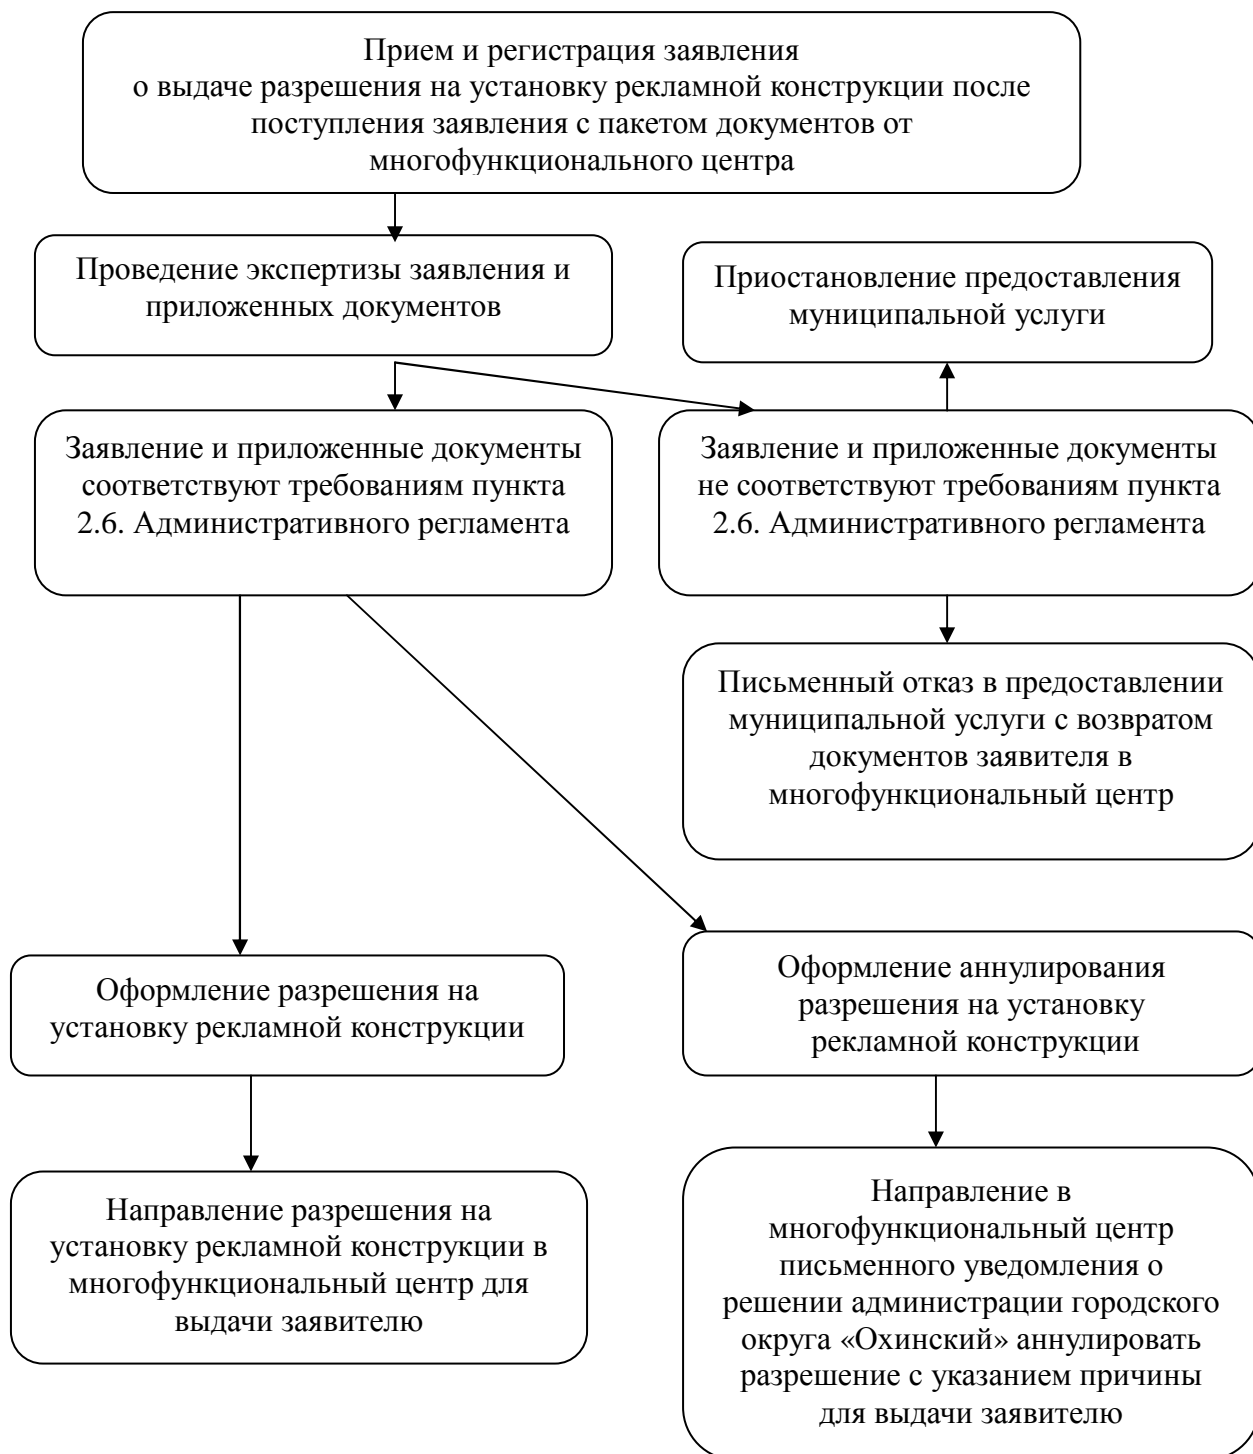 Прием и регистрация заявления
о выдаче разрешения на установку рекламной конструкции после
поступления заявления с пакетом документов от
многофункционального центра
Проведение экспертизы заявления и
приложенных документов
Приостановление предоставления
муниципальной услуги
Заявление и приложенные документы
соответствуют требованиям пункта
2.6. Административного регламента
Заявление и приложенные документы
не соответствуют требованиям пункта
2.6. Административного регламента
Письменный отказ в предоставлении
муниципальной услуги с возвратом
документов заявителя в
многофункциональный центр
Оформление разрешения на
установку рекламной конструкции
Оформление аннулирования
разрешения на установку
рекламной конструкции
Направление разрешения на
установку рекламной конструкции в
многофункциональный центр для
выдачи заявителю
Направление в
многофункциональный центр
письменного уведомления о
решении администрации городского
округа «Охинский» аннулировать
разрешение с указанием причины
для выдачи заявителю